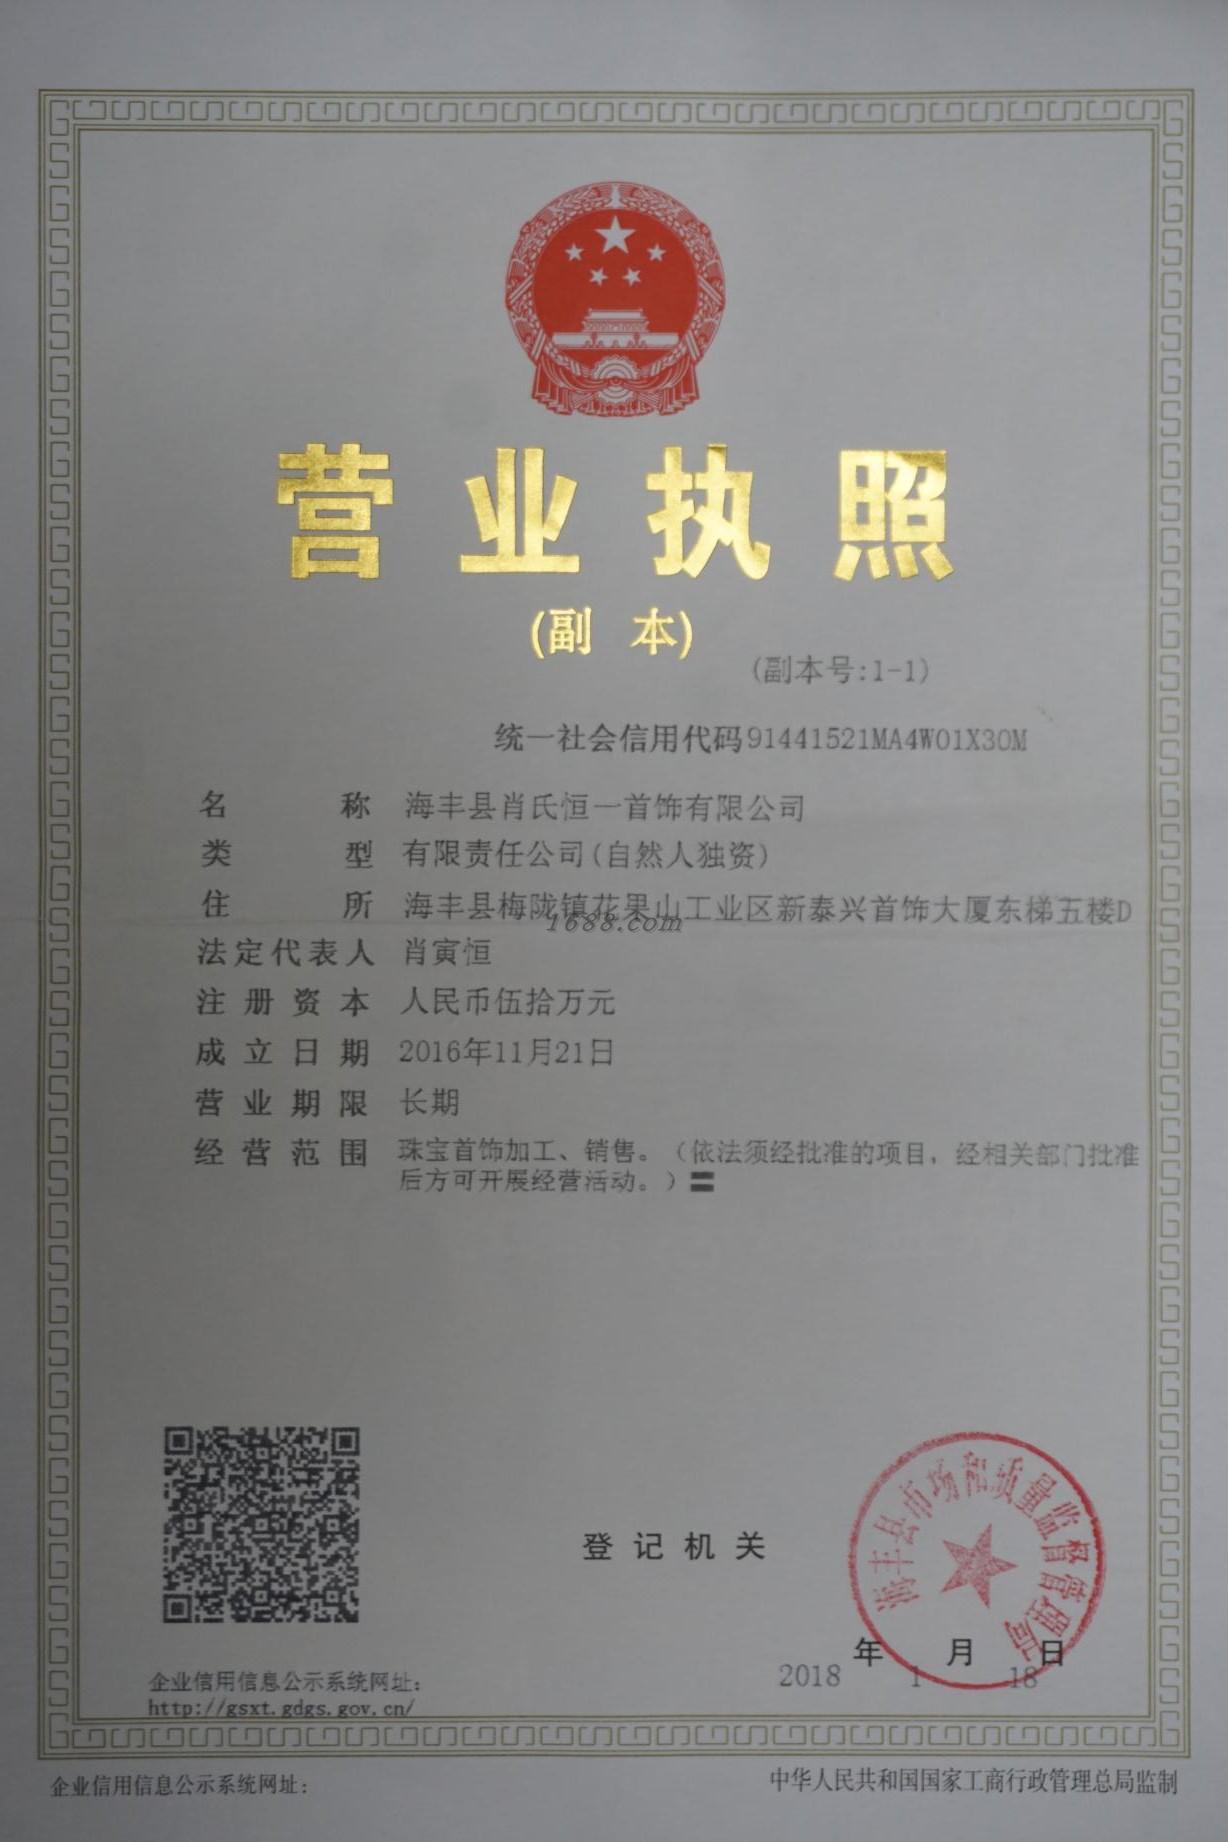 营业执照
(副 本)
(副本号:1-1)
统一社会信用代码91441521MA4W01X30M
名 称 海丰县肖氏恒一首饰有限公司
类 型 有限责任公司(自然人独资)
住 所 海丰县梅陇镇花果山工业区新泰兴首饰大厦东梯五楼D
1688.com
法定代表人 肖寅恒
注册资本 人民币伍拾万元
成立日期 2016年11月21日
营业期限 长期
经营范围 珠宝首饰加工、销售。(依法须经批准的项目，经相关部门批准
后方可开展经营活动。)〓
海丰县市场和质量监督管理局
登记机关
年 月 日
2018 1 18
企业信用信息公示系统网址:
http://gsxt.gdgs.gov.cn/
企业信用信息公示系统网址:
中华人民共和国国家工商行政管理总局监制